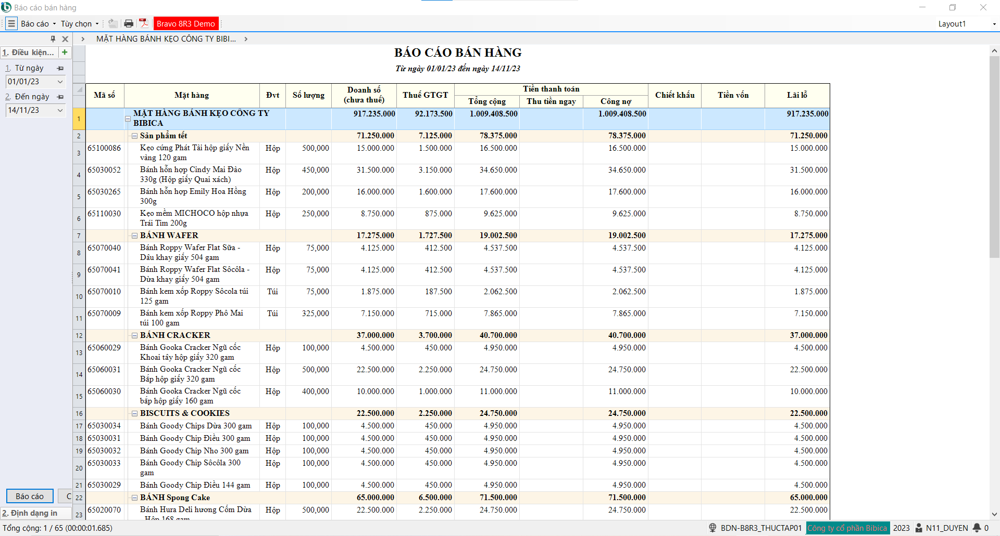 Báo cáo bán hàng
Báo cáo Tùy chọn Bravo 8R3 Demo Layout1
MẶT HÀNG BÁNH KẸO CÔNG TY BIBI...
1. Điều kiện...
1. Từ ngày
01/01/23
2. Đến ngày
14/11/23
BÁO CÁO BÁN HÀNG
Từ ngày 01/01/23 đến ngày 14/11/23
Mã số Mặt hàng Đvt Số lượng Doanh số (chưa thuế) Thuế GTGT Tiền thanh toán Chiết khấu Tiền vốn Lãi lỗ
Tổng cộng Thu tiền ngay Công nợ
1 MẶT HÀNG BÁNH KẸO CÔNG TY 917.235.000 92.173.500 1.009.408.500 1.009.408.500 917.235.000
BIBICA
2 Sản phẩm tết 71.250.000 7.125.000 78.375.000 78.375.000 71.250.000
3 65100086 Kẹo cứng Phát Tài hộp giấy Nền Hộp 500,000 15.000.000 1.500.000 16.500.000 16.500.000 15.000.000
vàng 120 gam
4 65030052 Bánh hỗn hợp Cindy Mai Đào Hộp 450,000 31.500.000 3.150.000 34.650.000 34.650.000 31.500.000
330g (Hộp giấy Quai xách)
5 65030265 Bánh hỗn hợp Emily Hoa Hồng Hộp 200,000 16.000.000 1.600.000 17.600.000 17.600.000 16.000.000
300g
6 65110030 Kẹo mềm MICHOCO hộp nhựa Hộp 250,000 8.750.000 875.000 9.625.000 9.625.000 8.750.000
Trái Tim 200g
7 BÁNH WAFER 17.275.000 1.727.500 19.002.500 19.002.500 17.275.000
8 65070040 Bánh Roppy Wafer Flat Sữa - Hộp 75,000 4.125.000 412.500 4.537.500 4.537.500 4.125.000
Dâu khay giấy 504 gam
9 65070041 Bánh Roppy Wafer Flat Sôcôla - Hộp 75,000 4.125.000 412.500 4.537.500 4.537.500 4.125.000
Dừa khay giấy 504 gam
10 65070010 Bánh kem xốp Roppy Sôcola túi Túi 75,000 1.875.000 187.500 2.062.500 2.062.500 1.875.000
125 gam
11 65070009 Bánh kem xốp Roppy Phô Mai Túi 325,000 7.150.000 715.000 7.865.000 7.865.000 7.150.000
túi 100 gam
12 BÁNH CRACKER 37.000.000 3.700.000 40.700.000 40.700.000 37.000.000
13 65060029 Bánh Gooka Cracker Ngũ cốc Hộp 100,000 4.500.000 450.000 4.950.000 4.950.000 4.500.000
Khoai tây hộp giấy 320 gam
14 65060031 Bánh Gooka Cracker Ngũ cốc Hộp 500,000 22.500.000 2.250.000 24.750.000 24.750.000 22.500.000
Bắp hộp giấy 320 gam
15 65060030 Bánh Gooka Cracker Ngũ cốc Hộp 400,000 10.000.000 1.000.000 11.000.000 11.000.000 10.000.000
bắp hộp giấy 160 gam
16 BISCUITS & COOKIES 22.500.000 2.250.000 24.750.000 24.750.000 22.500.000
17 65030034 Bánh Goody Chips Dừa 300 gam Hộp 100,000 4.500.000 450.000 4.950.000 4.950.000 4.500.000
18 65030031 Bánh Goody Chip Điều 300 gam Hộp 100,000 4.500.000 450.000 4.950.000 4.950.000 4.500.000
19 65030032 Bánh Goody Chip Nho 300 gam Hộp 100,000 4.500.000 450.000 4.950.000 4.950.000 4.500.000
20 65030033 Bánh Goody Chip Sôcôla 300 Hộp 100,000 4.500.000 450.000 4.950.000 4.950.000 4.500.000
gam
21 65030029 Bánh Goody Chip Điều 144 gam Hộp 100,000 4.500.000 450.000 4.950.000 4.950.000 4.500.000
22 BÁNH Spong Cake 65.000.000 6.500.000 71.500.000 71.500.000 65.000.000
23 65020070 Bánh Hura Deli hương Cốm Dừa Hộp 500,000 22.500.000 2.250.000 24.750.000 24.750.000 22.500.000
- Hộp 168 gam
Báo cáo C
2. Định dạng in
Tổng cộng: 1 / 65 (00:00:01.685) BDN-B8R3_THUCTAP01 Công ty cổ phần Bibica 2023 N11_DUYEN 0